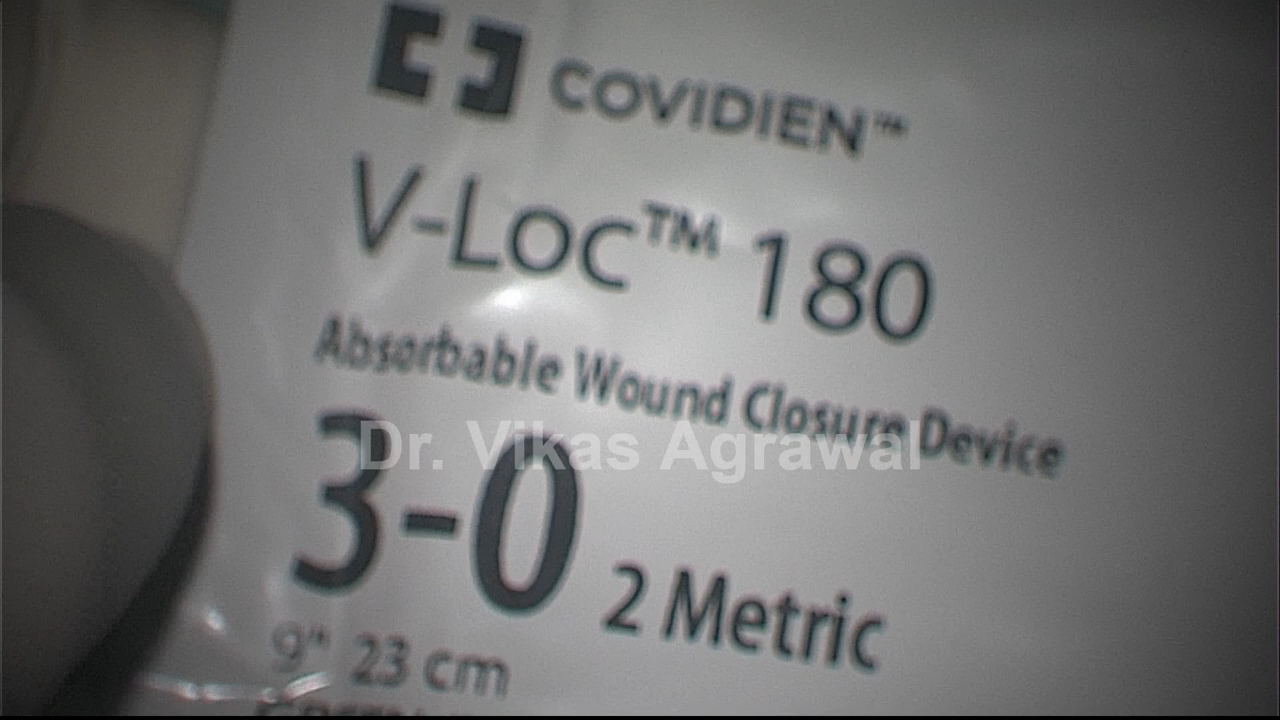 COVIDIEN™
V-LOC™ 180
Absorbable Wound Closure Device
Dr. Vikas Agrawal
3-0 2 Metric
9" 23 cm